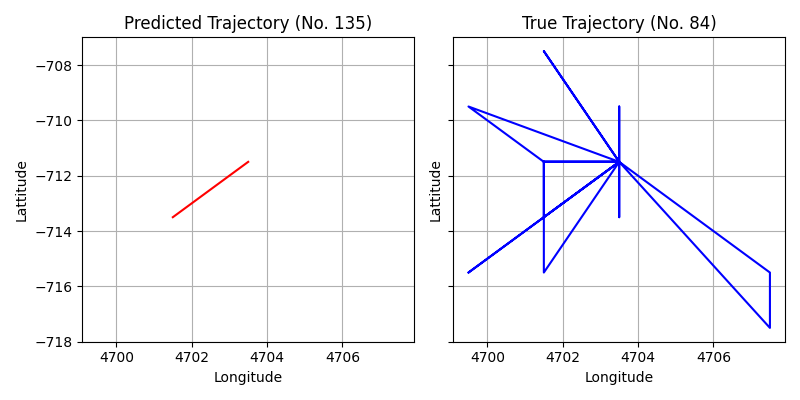 Predicted Trajectory (No. 135)
True Trajectory (No. 84)
−708
−710
−712
−714
−716
−718
Lattitude
Lattitude
4700 4702 4704 4706
4700 4702 4704 4706
Longitude
Longitude